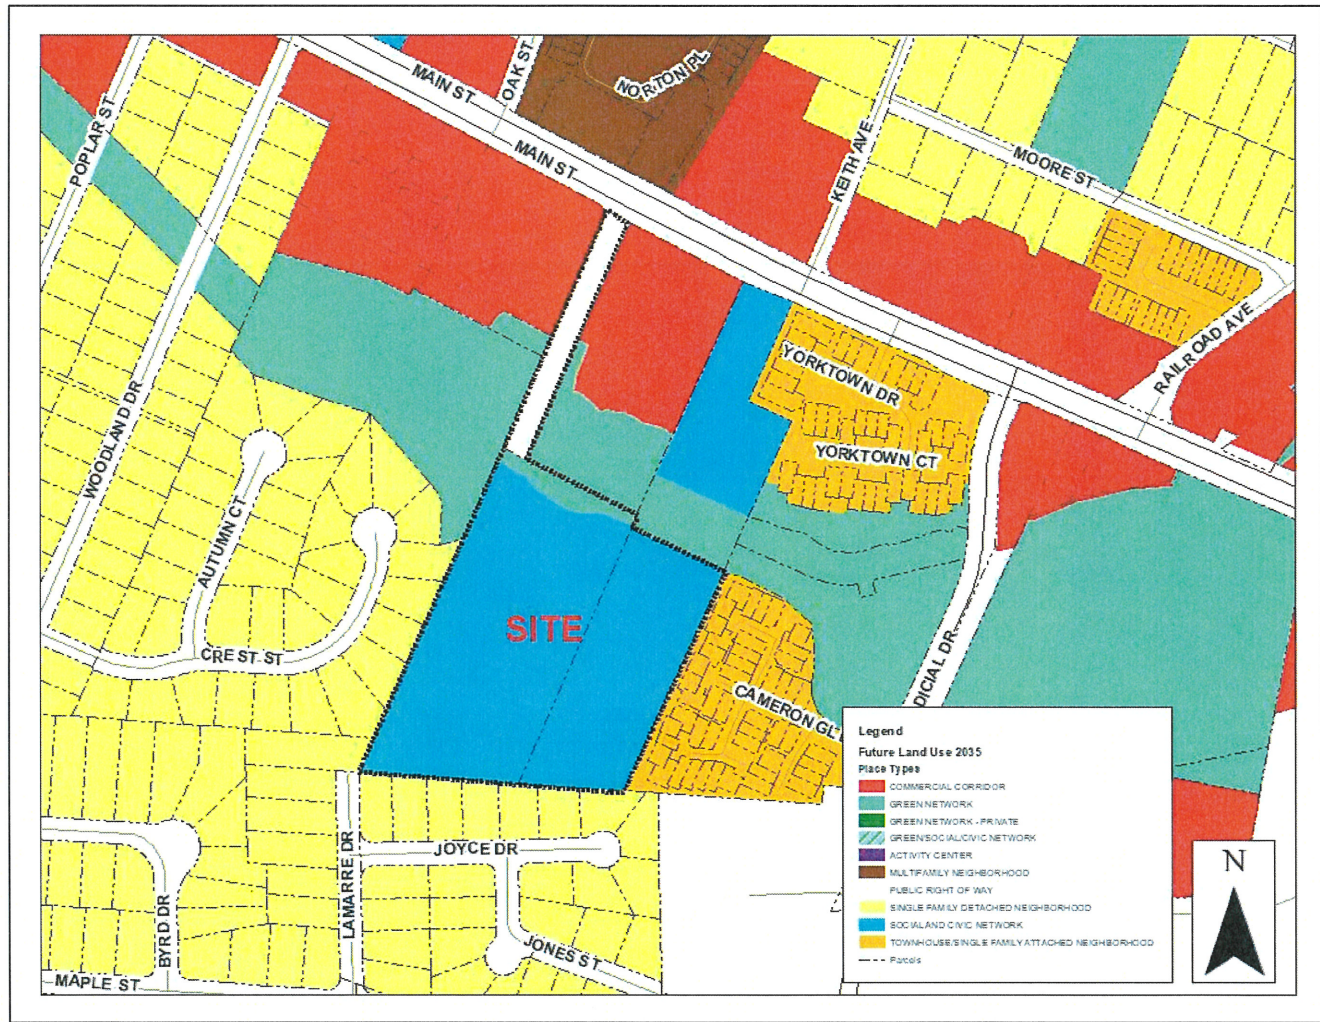 MAIN ST
OAK ST
NORTON PL
POPLAR ST
MAIN ST
KEITH AVE
MOORE ST
RAILROAD AVE
WOODLAND DR
YORKTOWN DR
YORKTOWN CT
AUTUMN CT
SITE
CREST ST
DICIAL DR
CAMERON GL
LAMARRE DR
JOYCE DR
BYRD DR
JONES ST
MAPLE ST
Legend
Future Land Use 2035
Place Types
COMMERCIAL CORRIDOR
GREEN NETWORK
GREEN NETWORK - PRIVATE
GREEN/SOCIAL/CIVIC NETWORK
ACTIVITY CENTER
MULTIFAMILY NEIGHBORHOOD
PUBLIC RIGHT OF WAY
SINGLE FAMILY DETACHED NEIGHBORHOOD
SOCIAL AND CIVIC NETWORK
TOWNHOUSE/SINGLE FAMILY ATTACHED NEIGHBORHOOD
Parcels
N